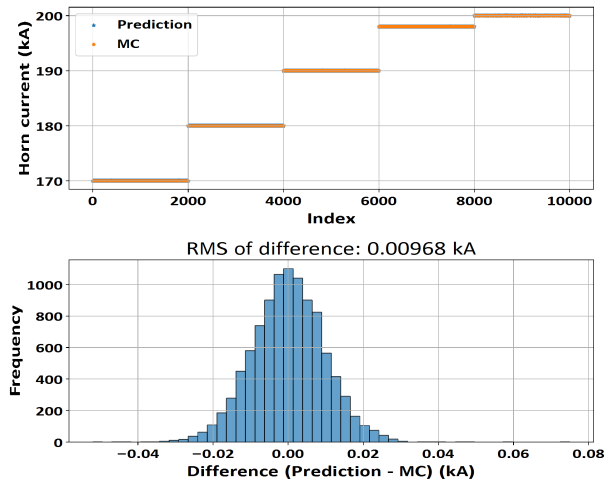 Prediction
MC
Horn current (kA)
200
190
180
170
0 2000 4000 6000 8000 10000
Index
RMS of difference: 0.00968 kA
Frequency
1000
800
600
400
200
0
−0.04 −0.02 0.00 0.02 0.04 0.06 0.08
Difference (Prediction - MC) (kA)